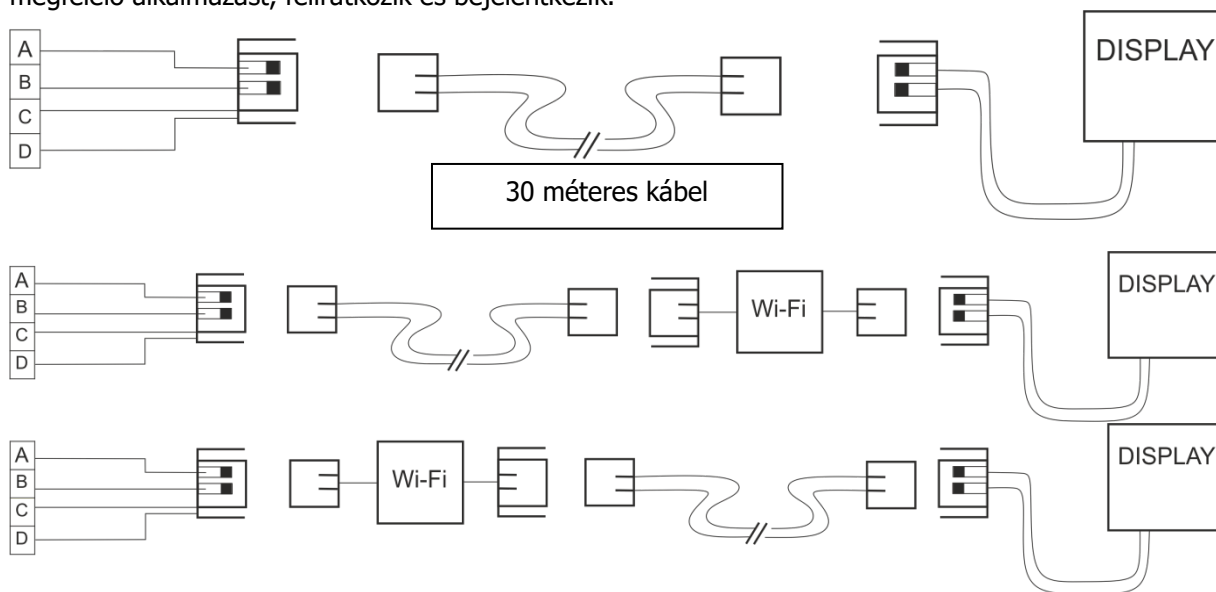 megfelelő alkalmazást, feliratkozik és bejelentkezik.
A
B
C
D
DISPLAY
30 méteres kábel
A
B
C
D
Wi-Fi
DISPLAY
A
B
C
D
Wi-Fi
DISPLAY